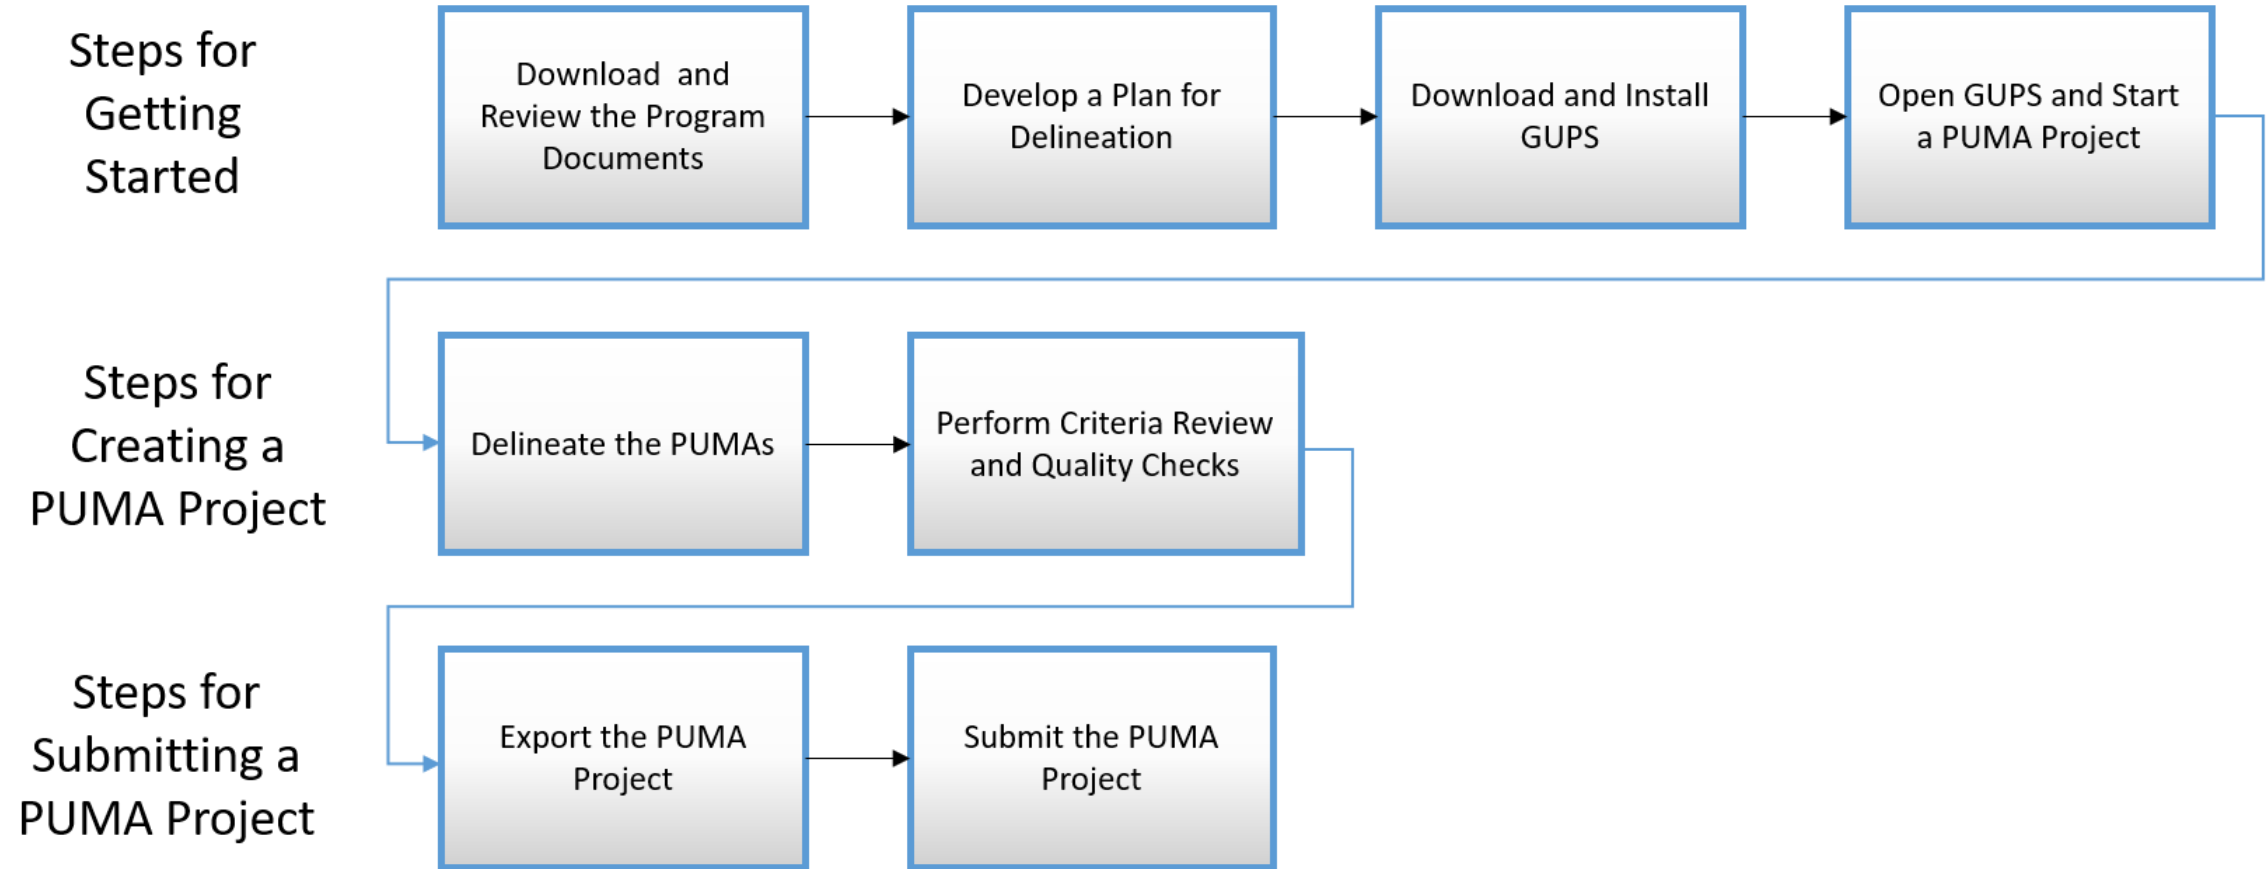 Steps for
Getting
Started
Download  and
Review the Program
Documents
Develop a Plan for
Delineation
Download and Install
GUPS
Open GUPS and Start
a PUMA Project
Steps for
Creating a
PUMA Project
Delineate the PUMAs
Perform Criteria Review
and Quality Checks
Steps for
Submitting a
PUMA Project
Export the PUMA
Project
Submit the PUMA
Project